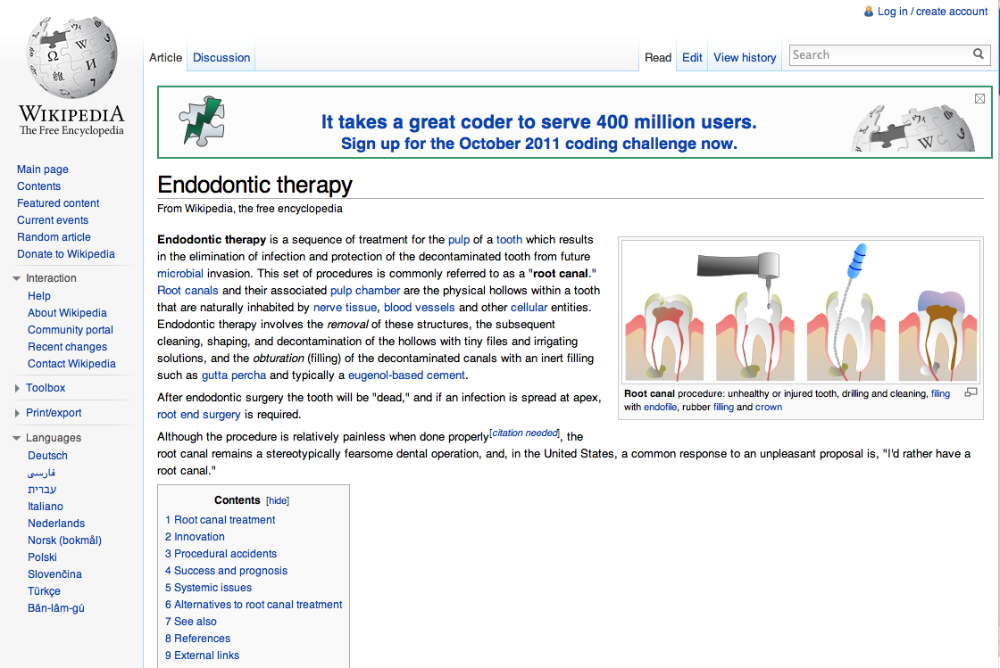 Log in / create account
Article
Discussion
Read
Edit
View history
Search
Ω
W
И
維
WIKIPEDIA
The Free Encyclopedia
It takes a great coder to serve 400 million users.
Sign up for the October 2011 coding challenge now.
W
Main page
Contents
Featured content
Current events
Random article
Donate to Wikipedia
Interaction
Help
About Wikipedia
Community portal
Recent changes
Contact Wikipedia
Toolbox
Print/export
Languages
Deutsch
فارسی
עברית
Italiano
Nederlands
Norsk (bokmål)
Polski
Slovenčina
Türkçe
Bân-lâm-gú
Endodontic therapy
From Wikipedia, the free encyclopedia
Endodontic therapy is a sequence of treatment for the pulp of a tooth which results
in the elimination of infection and protection of the decontaminated tooth from future
microbial invasion. This set of procedures is commonly referred to as a "root canal."
Root canals and their associated pulp chamber are the physical hollows within a tooth
that are naturally inhabited by nerve tissue, blood vessels and other cellular entities.
Endodontic therapy involves the removal of these structures, the subsequent
cleaning, shaping, and decontamination of the hollows with tiny files and irrigating
solutions, and the obturation (filling) of the decontaminated canals with an inert filling
such as gutta percha and typically a eugenol-based cement.
After endodontic surgery the tooth will be "dead," and if an infection is spread at apex,
root end surgery is required.
Although the procedure is relatively painless when done properly[citation needed], the
root canal remains a stereotypically fearsome dental operation, and, in the United States, a common response to an unpleasant proposal is, "I'd rather have a
root canal."
Root canal procedure: unhealthy or injured tooth, drilling and cleaning, filing
with endofile, rubber filling and crown
Contents [hide]
1 Root canal treatment
2 Innovation
3 Procedural accidents
4 Success and prognosis
5 Systemic issues
6 Alternatives to root canal treatment
7 See also
8 References
9 External links